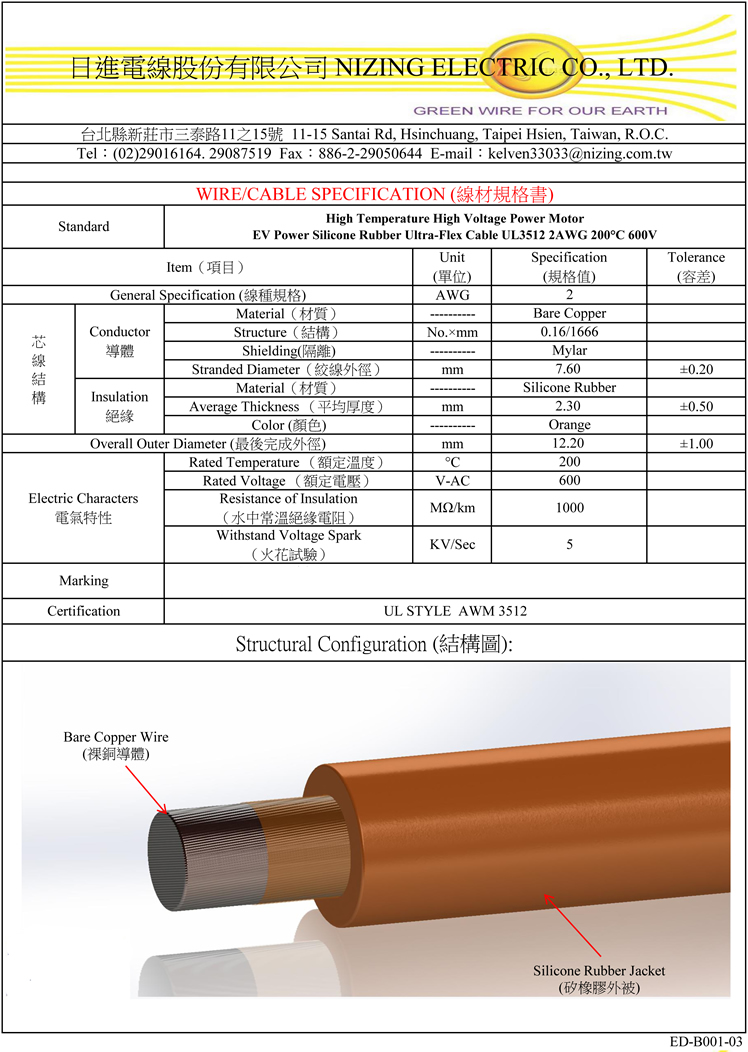 日進電線股份有限公司 NIZING ELECTRIC CO., LTD.
GREEN WIRE FOR OUR EARTH
台北縣新莊市三泰路11之15號 11-15 Santai Rd, Hsinchuang, Taipei Hsien, Taiwan, R.O.C.
Tel：(02)29016164. 29087519 Fax：886-2-29050644 E-mail：kelven33033@nizing.com.tw
WIRE/CABLE SPECIFICATION (線材規格書)
Standard
High Temperature High Voltage Power Motor
EV Power Silicone Rubber Ultra-Flex Cable UL3512 2AWG 200°C 600V
Item（項目）
Unit
(單位)
Specification
(規格值)
Tolerance
(容差)
General Specification (線種規格) AWG 2
芯線結構
Conductor
導體
Material（材質） ---------- Bare Copper
Structure（結構） No.×mm 0.16/1666
Shielding(隔離) ---------- Mylar
Stranded Diameter（絞線外徑） mm 7.60 ±0.20
Insulation
絕緣
Material（材質） ---------- Silicone Rubber
Average Thickness （平均厚度） mm 2.30 ±0.50
Color (顏色) ---------- Orange
Overall Outer Diameter (最後完成外徑) mm 12.20 ±1.00
Electric Characters
電氣特性
Rated Temperature （額定溫度） °C 200
Rated Voltage （額定電壓） V-AC 600
Resistance of Insulation
（水中常溫絕緣電阻）
MΩ/km 1000
Withstand Voltage Spark
（火花試驗）
KV/Sec 5
Marking
Certification UL STYLE AWM 3512
Structural Configuration (結構圖):
Bare Copper Wire
(裸銅導體)
Silicone Rubber Jacket
(矽橡膠外被)
ED-B001-03